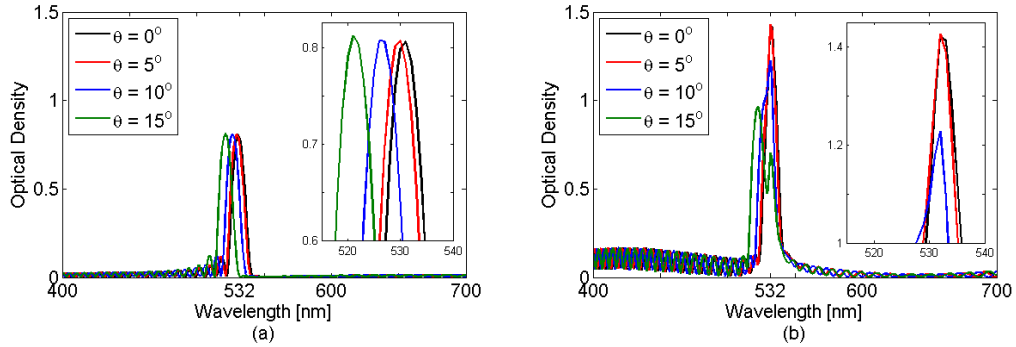 1.5
1
0.5
0
Optical Density
θ = 0°
θ = 5°
θ = 10°
θ = 15°
0.8
0.7
0.6
520 530 540
400 532 600 700
Wavelength [nm]
(a)
1.5
1
0.5
0
Optical Density
θ = 0°
θ = 5°
θ = 10°
θ = 15°
1.4
1.2
1
520 530 540
400 532 600 700
Wavelength [nm]
(b)